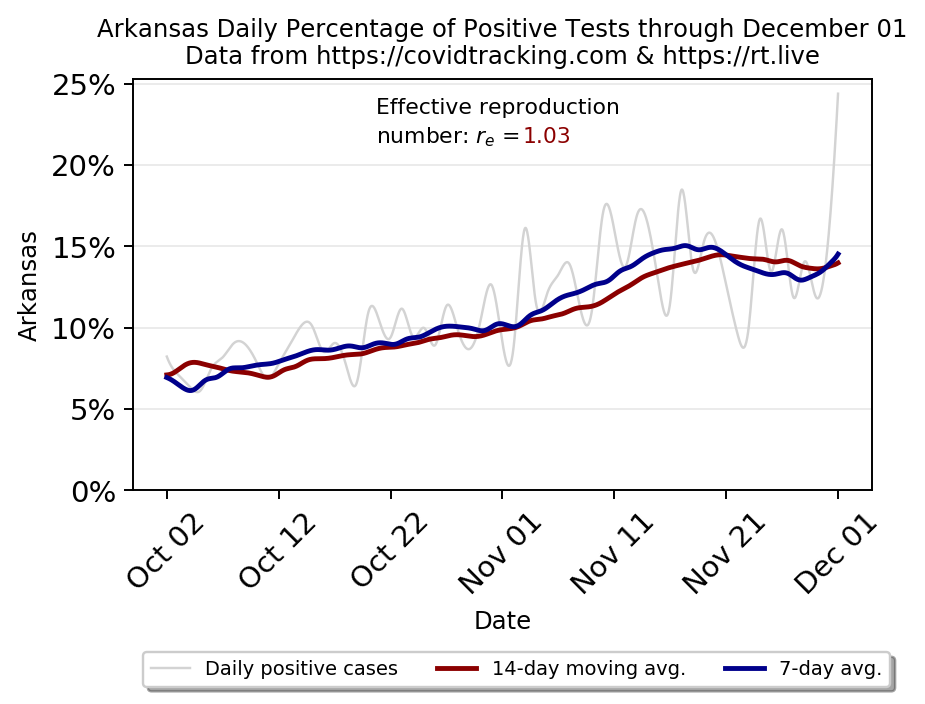 Arkansas Daily Percentage of Positive Tests through December 01
Data from https://covidtracking.com & https://rt.live
Effective reproduction
number: rₑ =1.03
25%
20%
15%
10%
5%
0%
Arkansas
Oct 02
Oct 12
Oct 22
Nov 01
Nov 11
Nov 21
Dec 01
Date
Daily positive cases
14-day moving avg.
7-day avg.